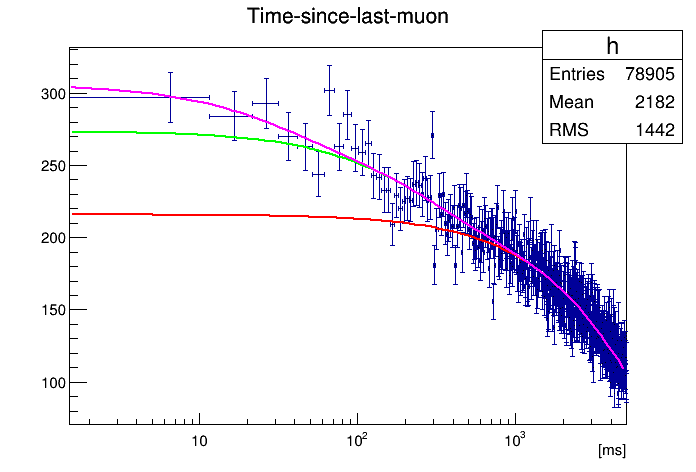 Time-since-last-muon
h
Entries 78905
Mean 2182
RMS 1442
300
250
200
150
100
10
10²
10³
[ms]